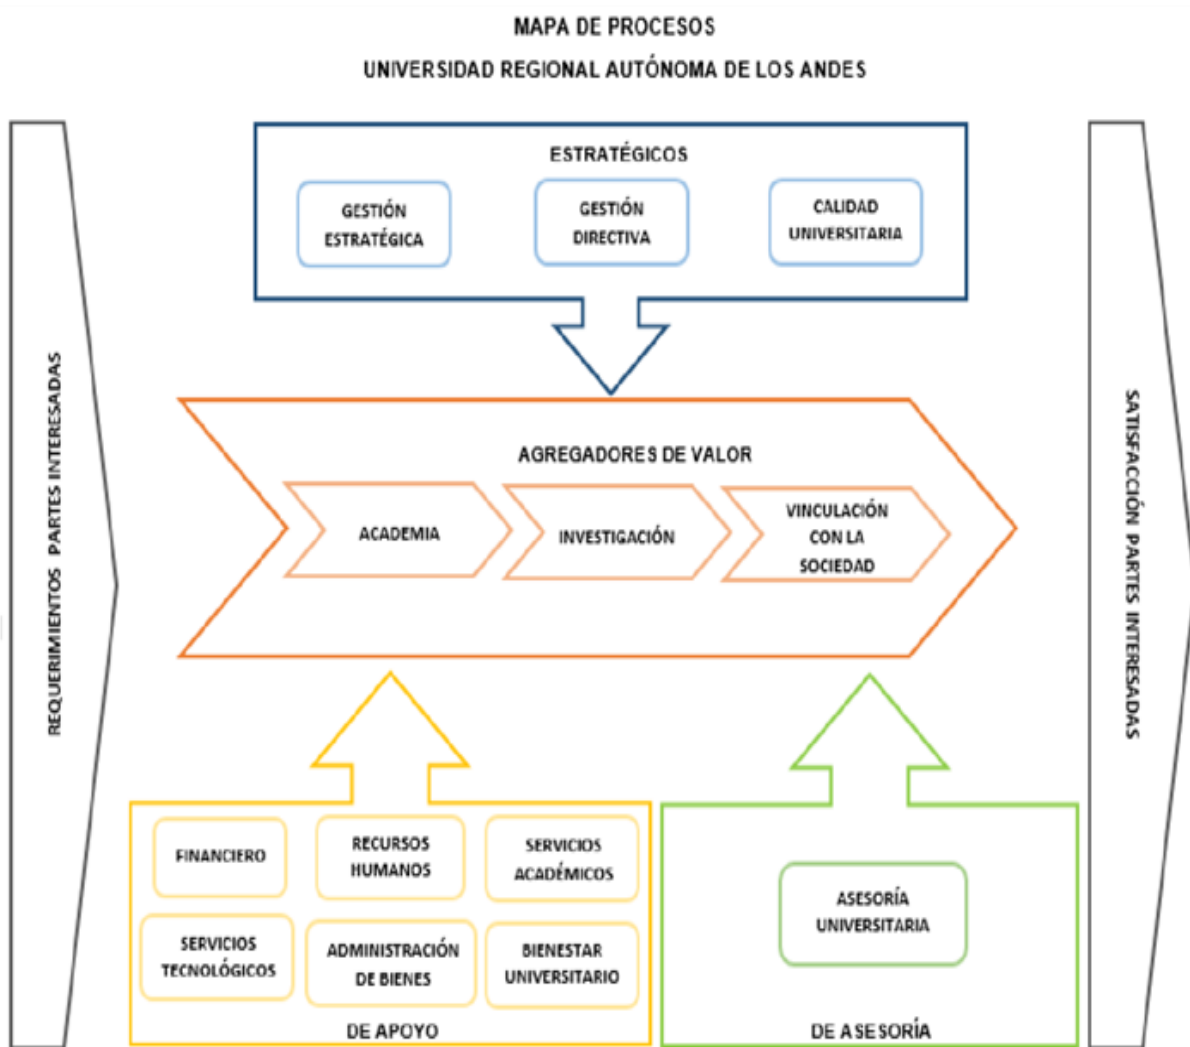 MAPA DE PROCESOS
UNIVERSIDAD REGIONAL AUTÓNOMA DE LOS ANDES
REQUERIMIENTOS PARTES INTERESADAS
ESTRATÉGICOS
GESTIÓN
ESTRATÉGICA
GESTIÓN
DIRECTIVA
CALIDAD
UNIVERSITARIA
AGREGADORES DE VALOR
ACADEMIA
INVESTIGACIÓN
VINCULACIÓN
CON LA
SOCIEDAD
FINANCIERO
RECURSOS
HUMANOS
SERVICIOS
ACADÉMICOS
SERVICIOS
TECNOLÓGICOS
ADMINISTRACIÓN
DE BIENES
BIENESTAR
UNIVERSITARIO
DE APOYO
ASESORÍA
UNIVERSITARIA
DE ASESORÍA
SATISFACCIÓN PARTES INTERESADAS